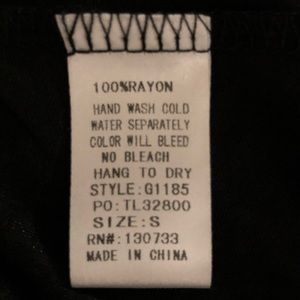 100%RAYON
HAND WASH COLD
WATER SEPARATELY
COLOR WILL BLEED
NO BLEACH
HANG TO DRY
STYLE:G1185
PO:TL32800
SIZE:S
RN#:130733
MADE IN CHINA